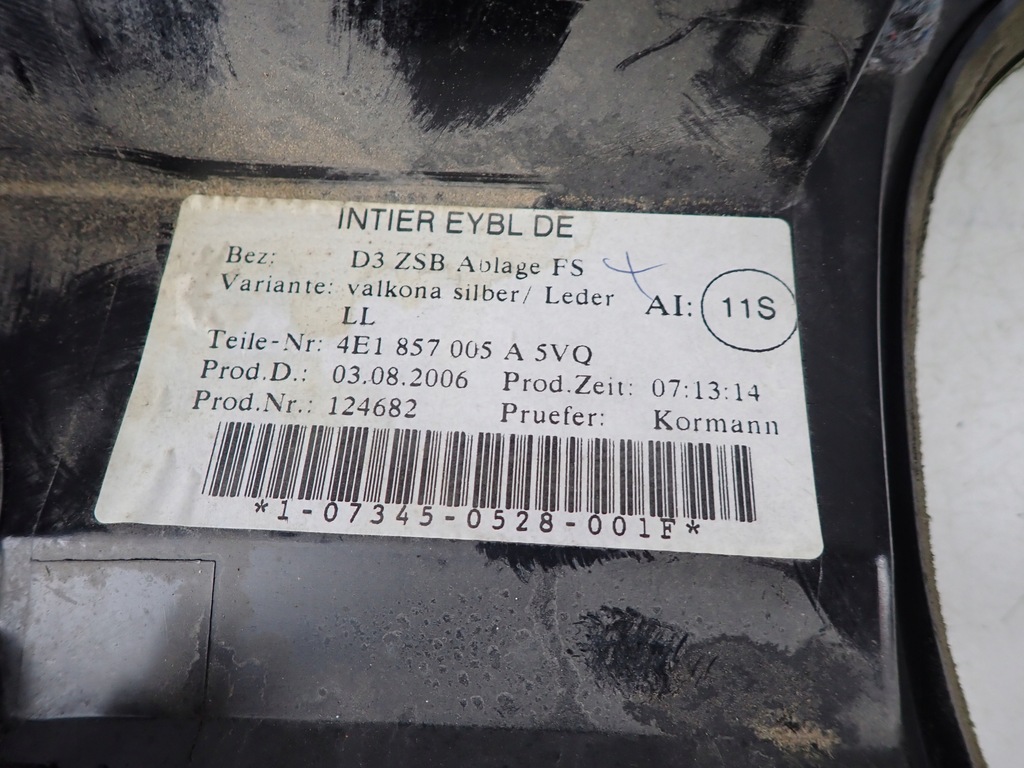 INTIER EYBL DE
Bez: D3 ZSB Ablage FS
Variante: valkona silber/ Leder
LL
AI: 11S
Teile-Nr: 4E1 857 005 A 5VQ
Prod.D.: 03.08.2006 Prod.Zeit: 07:13:14
Prod.Nr.: 124682 Pruefer: Kormann
*1-07345-0528-001F*